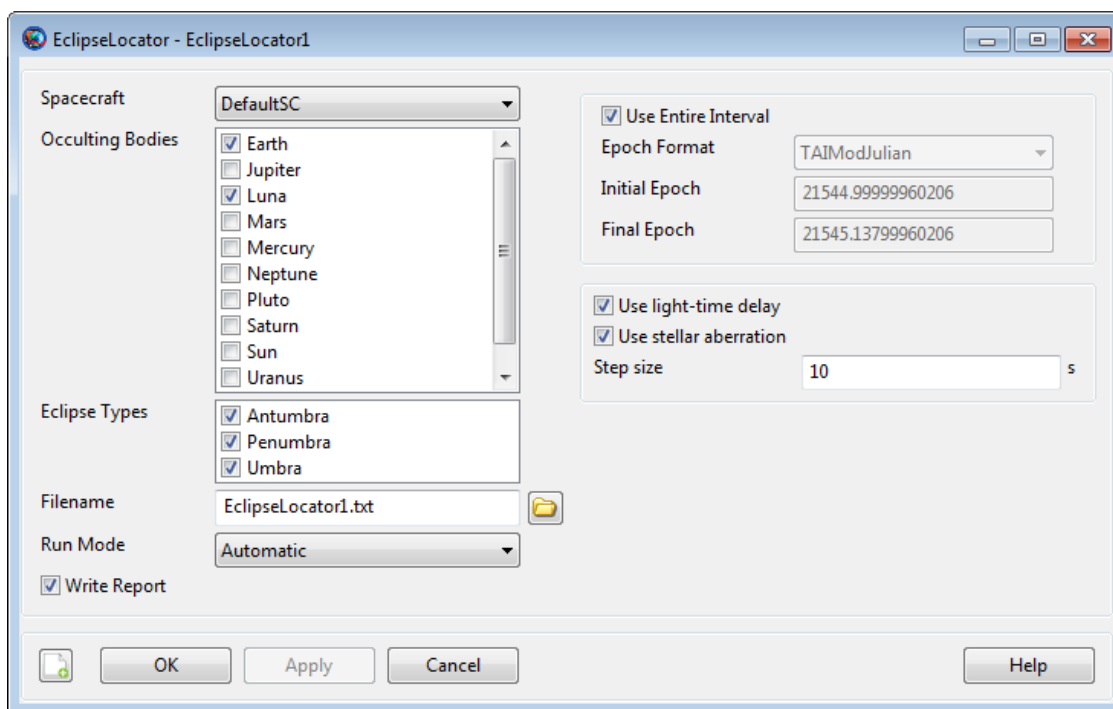 EclipseLocator - EclipseLocator1
Spacecraft
DefaultSC
Occulting Bodies
Earth
Jupiter
Luna
Mars
Mercury
Neptune
Pluto
Saturn
Sun
Uranus
Eclipse Types
Antumbra
Penumbra
Umbra
Filename
EclipseLocator1.txt
Run Mode
Automatic
Write Report
Use Entire Interval
Epoch Format
TAIModJulian
Initial Epoch
21544.99999960206
Final Epoch
21545.13799960206
Use light-time delay
Use stellar aberration
Step size
10
s
OK
Apply
Cancel
Help